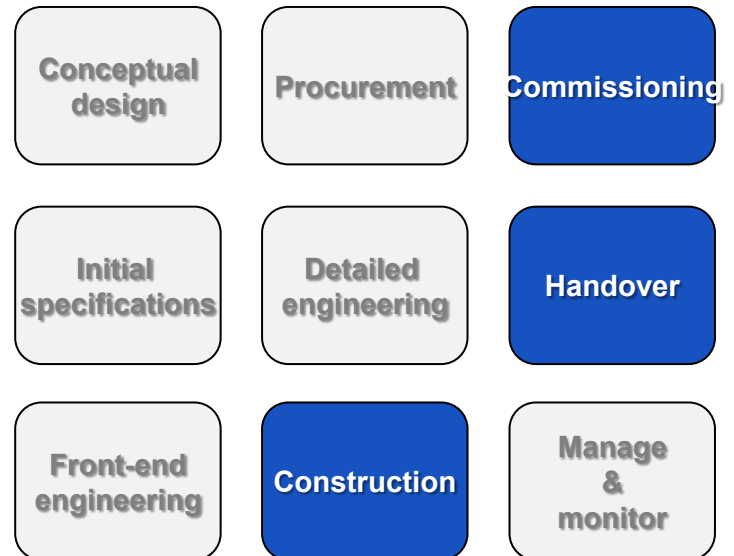 Conceptual
design
Procurement
Commissioning
Initial
specifications
Detailed
engineering
Handover
Front-end
engineering
Construction
Manage
&
monitor